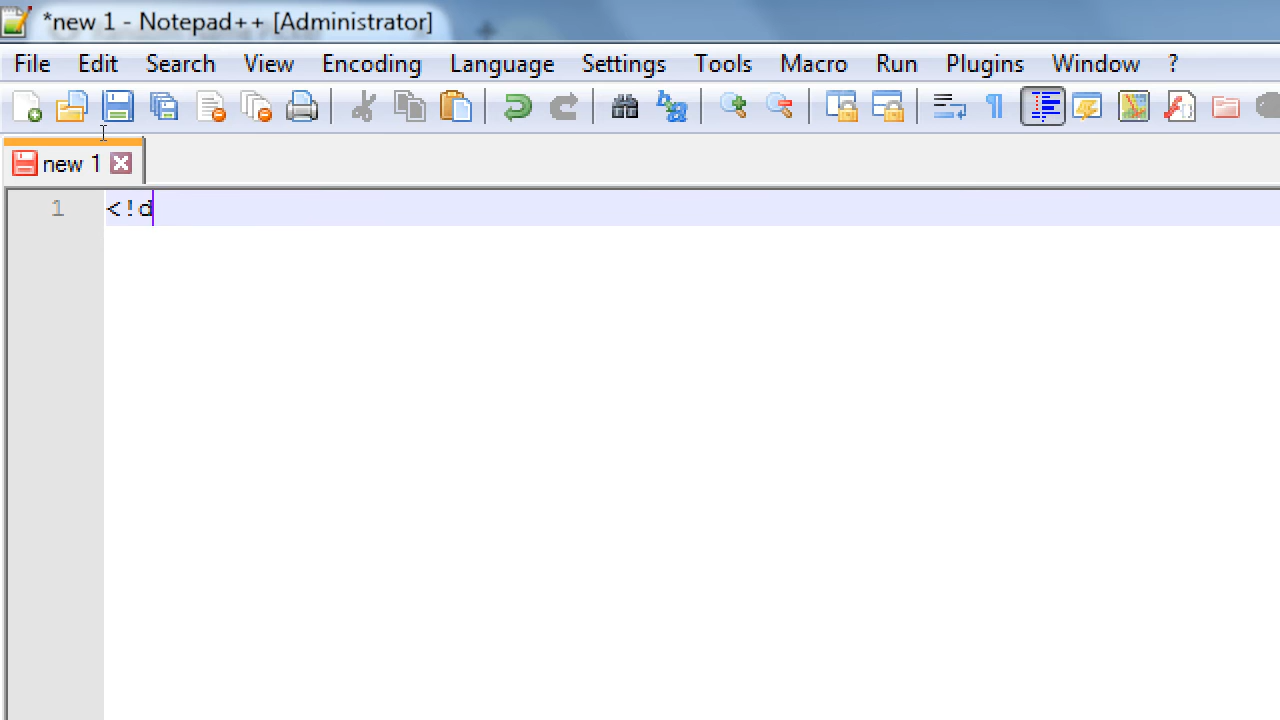 *new 1 - Notepad++ [Administrator]
File Edit Search View Encoding Language Settings Tools Macro Run Plugins Window ?
new 1
1 <!d